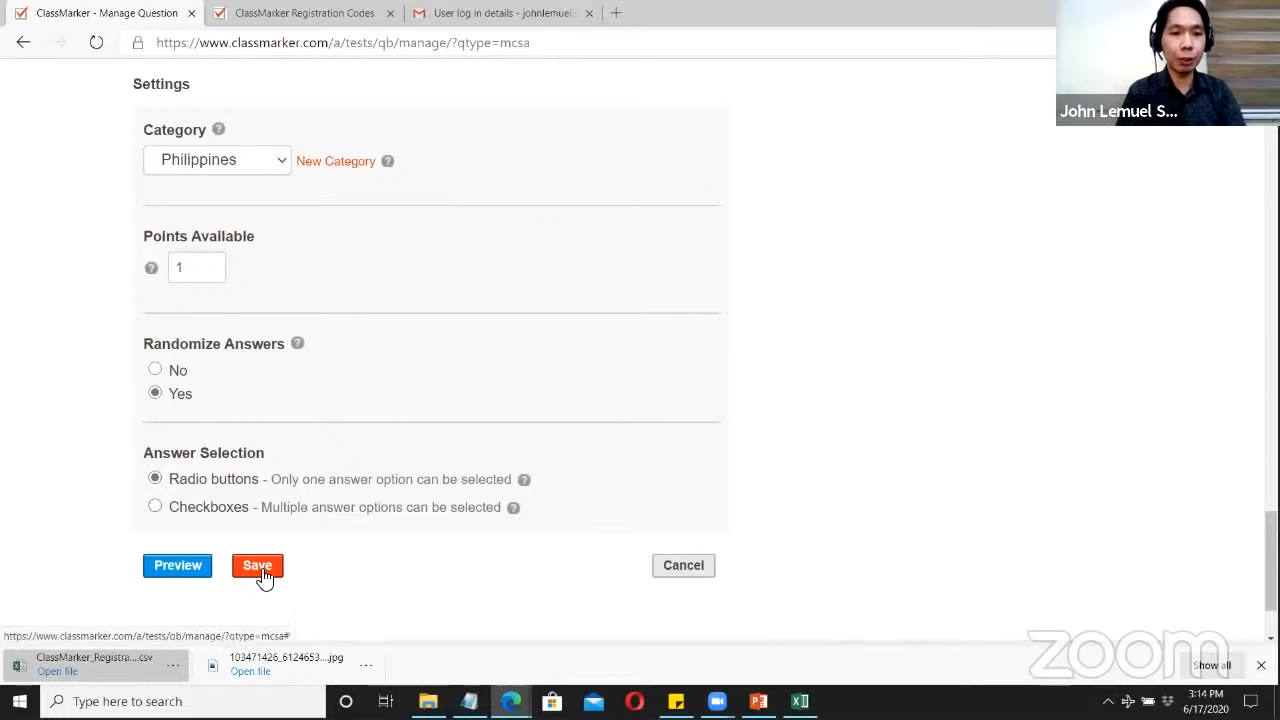 ClassMarker - Manage Question
ClassMarker Registration Codes
User log in details - johnlemuel
https://www.classmarker.com/a/tests/qb/manage/?qtype=mcsa
John Lemuel S...
Settings
Category
Philippines
New Category
Points Available
1
Randomize Answers
No
Yes
Answer Selection
Radio buttons - Only one answer option can be selected
Checkboxes - Multiple answer options can be selected
Preview
Save
Cancel
https://www.classmarker.com/a/tests/qb/manage/?qtype=mcsa#
ClassMarker_Registra....csv
Open file
103471426_6124653....jpg
Open file
zoom
Show all
Type here to search
3:14 PM
6/17/2020